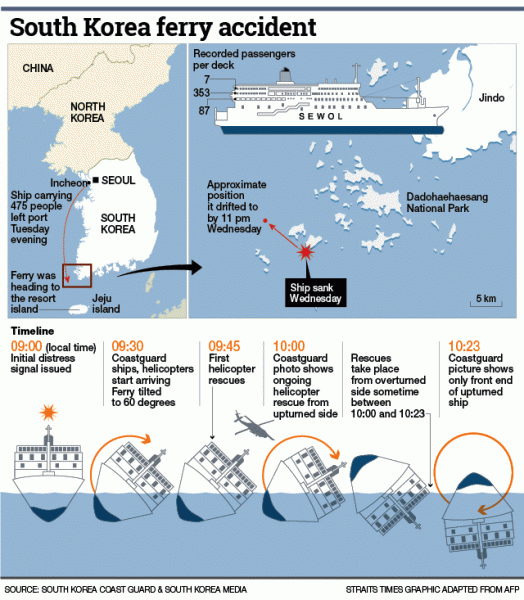 South Korea ferry accident
CHINA
NORTH
KOREA
Incheon
SEOUL
Ship carrying
475 people
left port
Tuesday
evening
SOUTH
KOREA
Ferry was
heading to
the resort
island
Jeju
island
Recorded passengers
per deck
7
353
87
SEWOL
Jindo
Approximate
position
it drifted to
by 11 pm
Wednesday
Dadohaehaesang
National Park
Ship sank
Wednesday
5 km
Timeline
09:00 (local time)
Initial distress
signal issued
09:30
Coastguard
ships, helicopters
start arriving
Ferry tilted
to 60 degrees
09:45
First
helicopter
rescues
10:00
Coastguard
photo shows
ongoing
helicopter
rescue from
upturned side
Rescues
take place
from overturned
side sometime
between
10:00 and 10:23
10:23
Coastguard
picture shows
only front end
of upturned
ship
SOURCE: SOUTH KOREA COAST GUARD & SOUTH KOREA MEDIA
STRAITS TIMES GRAPHIC ADAPTED FROM AFP